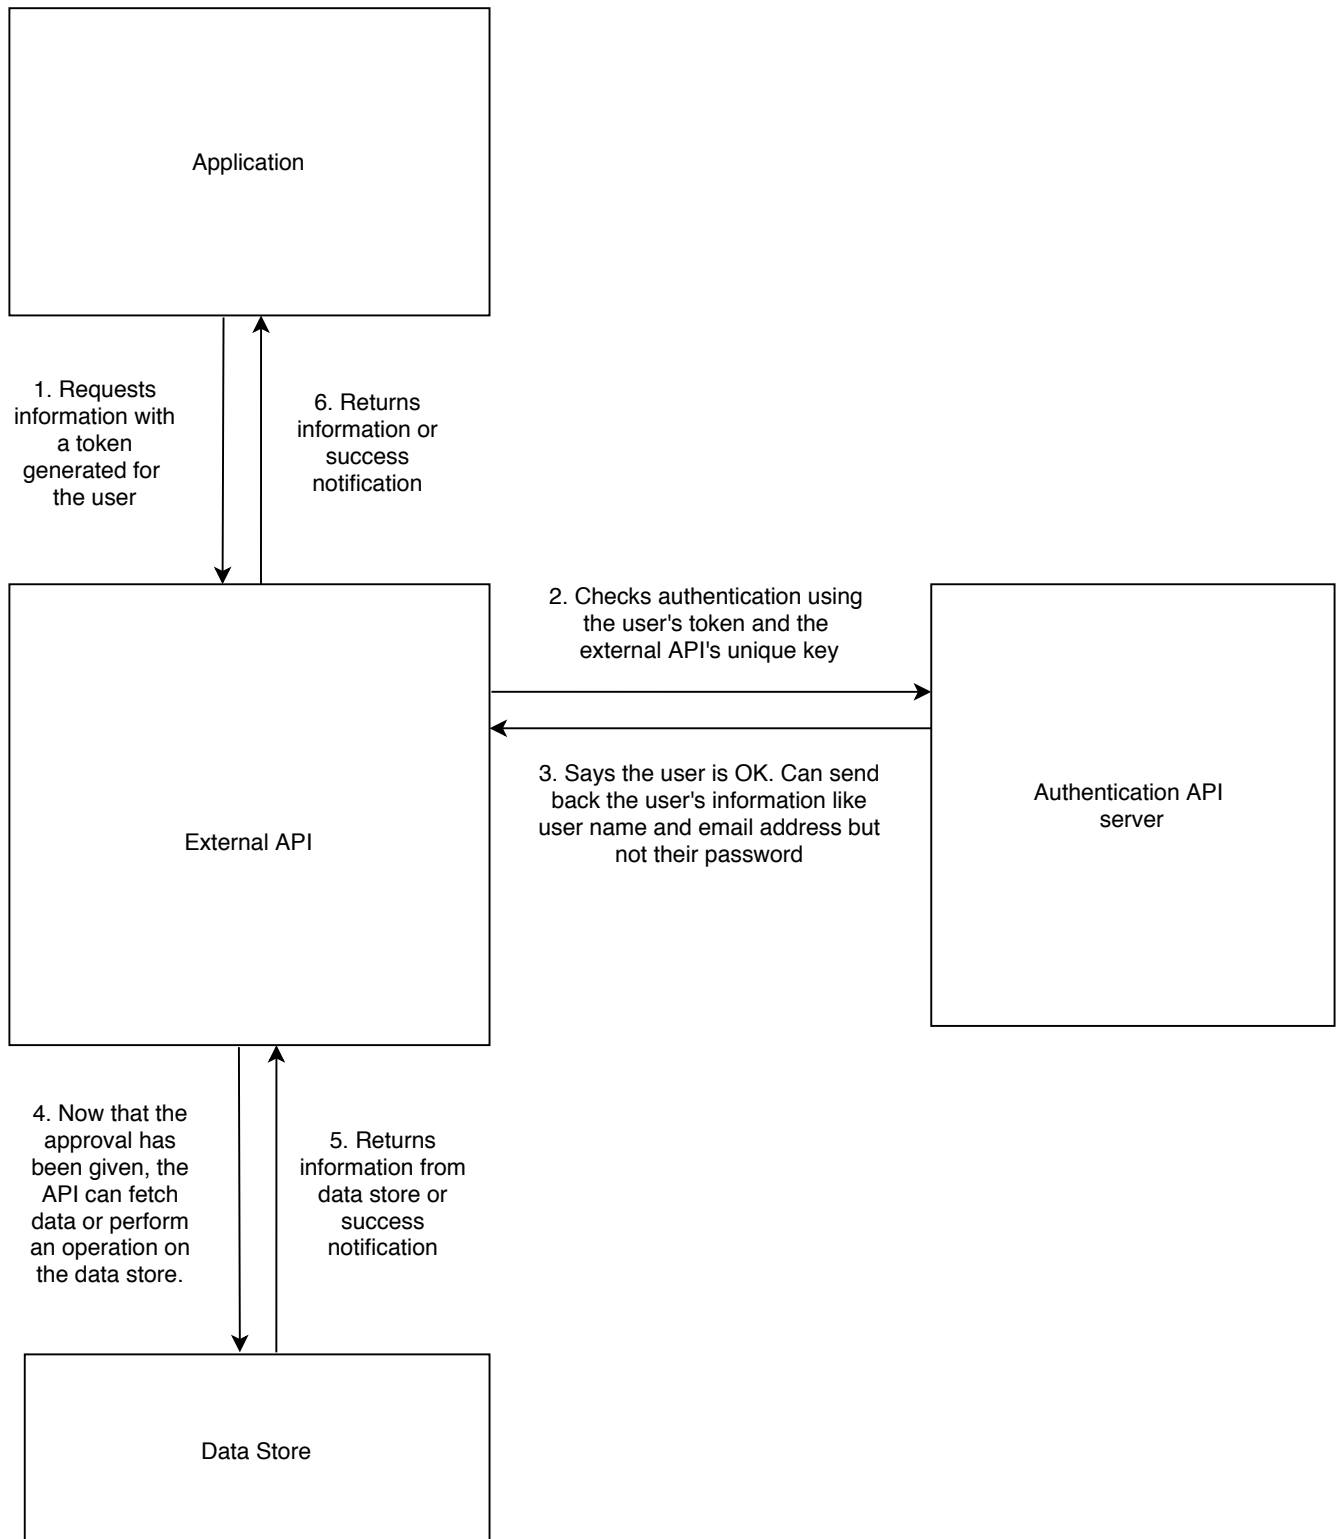 Application
1. Requests
information with
a token
generated for
the user
6. Returns
information or
success
notification
2. Checks authentication using
the user's token and the
external API's unique key
3. Says the user is OK. Can send
back the user's information like
user name and email address but
not their password
Authentication API
server
External API
4. Now that the
approval has
been given, the
API can fetch
data or perform
an operation on
the data store.
5. Returns
information from
data store or
success
notification
Data Store